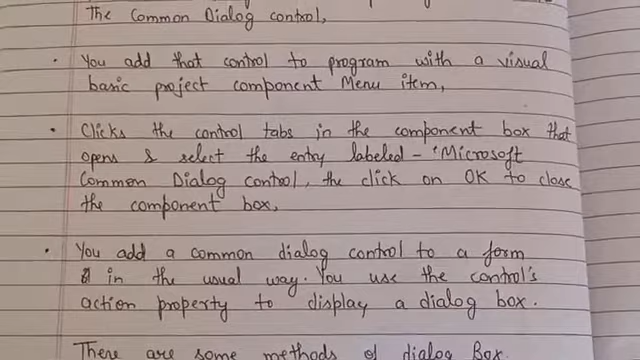 The Common Dialog control,
• You add that control to program with a visual
basic project component Menu item,
• Clicks the control tabs in the component box that
opens & select the entry labeled - 'Microsoft
Common Dialog control, the click on OK to close
the component box,
• You add a common dialog control to a form
in the usual way. You use the control's
action property to display a dialog box.
There are some methods of dialog Box.